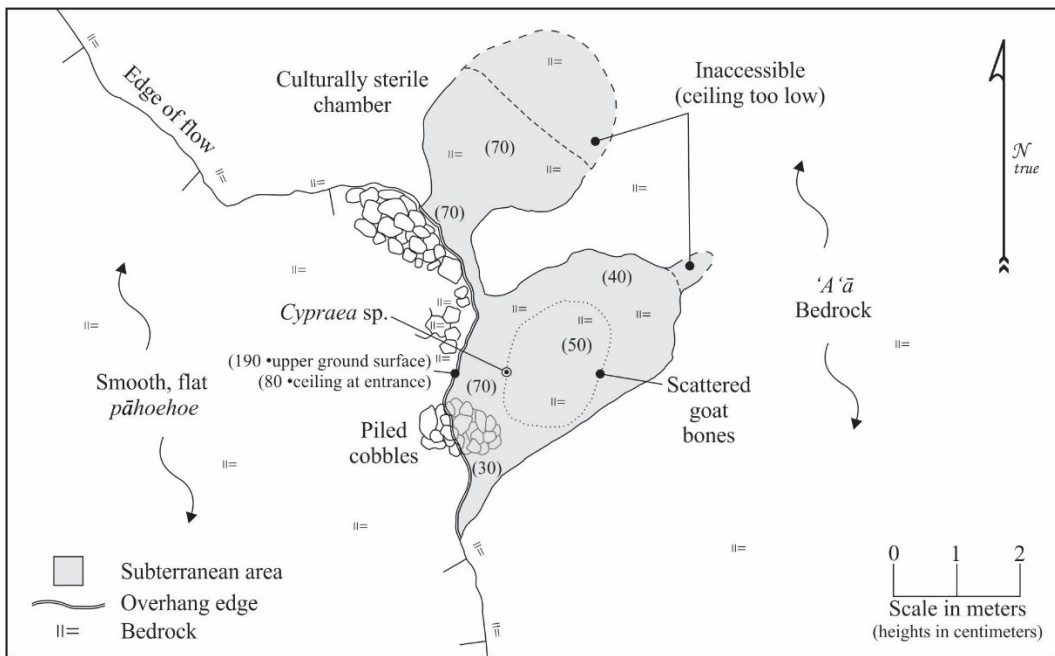 Edge of flow
Culturally sterile
chamber
Inaccessible
(ceiling too low)
N
true
(70)
(70)
(40)
Cypraea sp.
(50)
(190 •upper ground surface)
(80 •ceiling at entrance)
(70)
Smooth, flat
pāhoehoe
Piled
cobbles
(30)
Scattered
goat
bones
ʻAʻā
Bedrock
Subterranean area
Overhang edge
Bedrock
0 1 2
Scale in meters
(heights in centimeters)